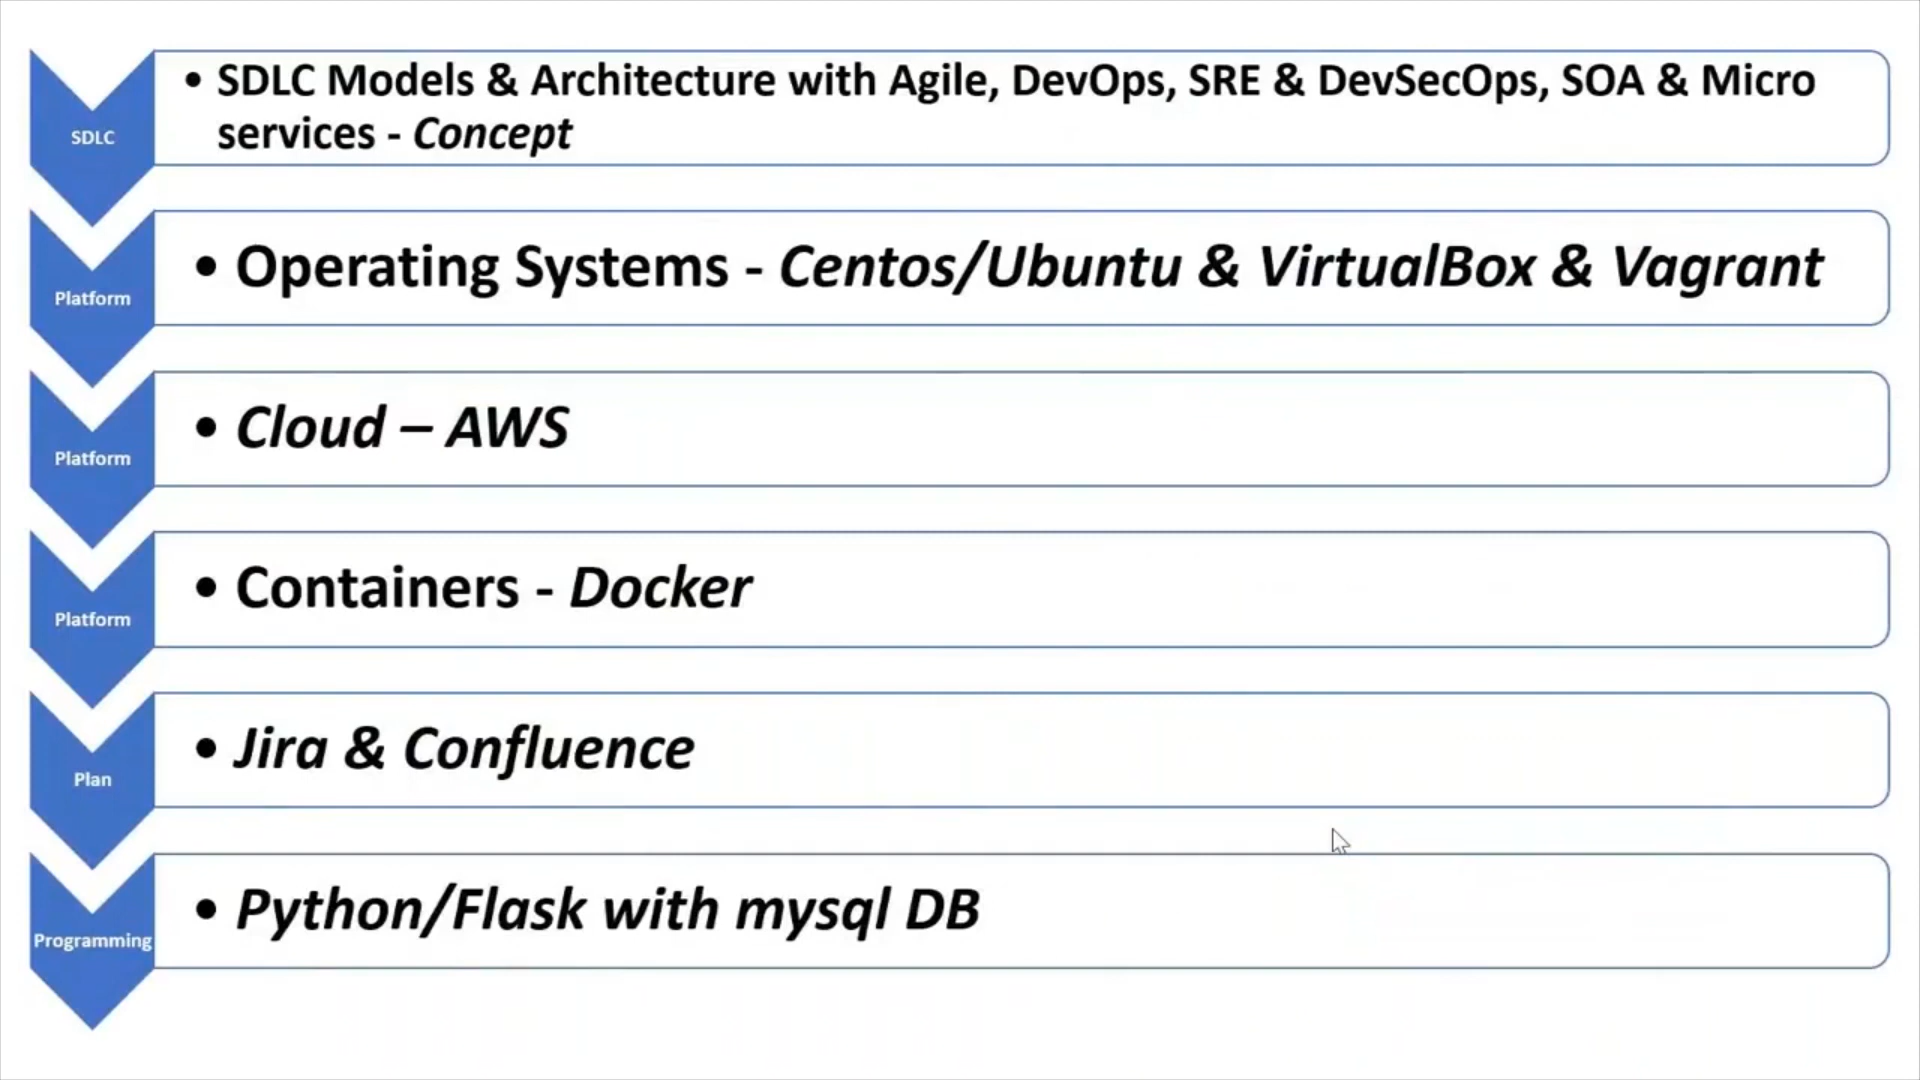 SDLC
• SDLC Models & Architecture with Agile, DevOps, SRE & DevSecOps, SOA & Micro
services - Concept
Platform
• Operating Systems - Centos/Ubuntu & VirtualBox & Vagrant
Platform
• Cloud – AWS
Platform
• Containers - Docker
Plan
• Jira & Confluence
Programming
• Python/Flask with mysql DB